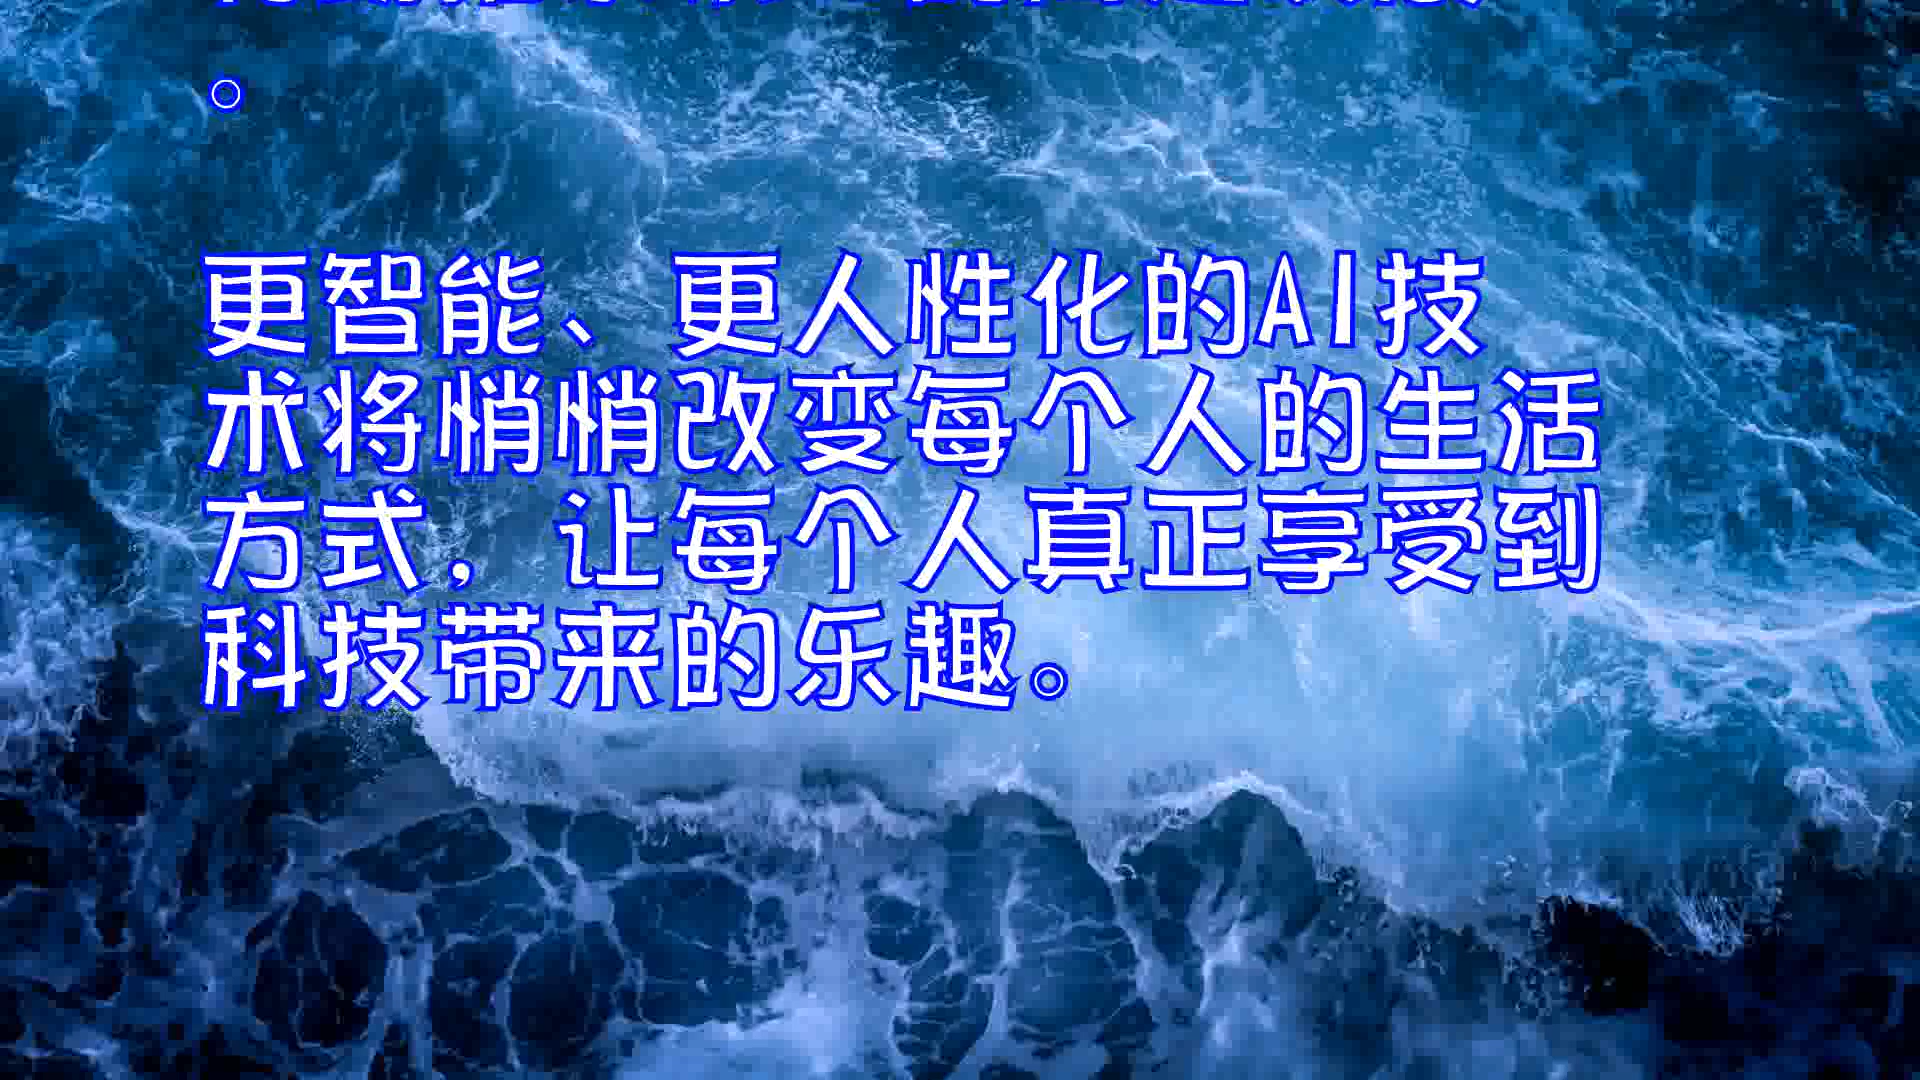 。
更智能、更人性化的AI技
术将悄悄改变每个人的生活
方式，让每个人真正享受到
科技带来的乐趣。